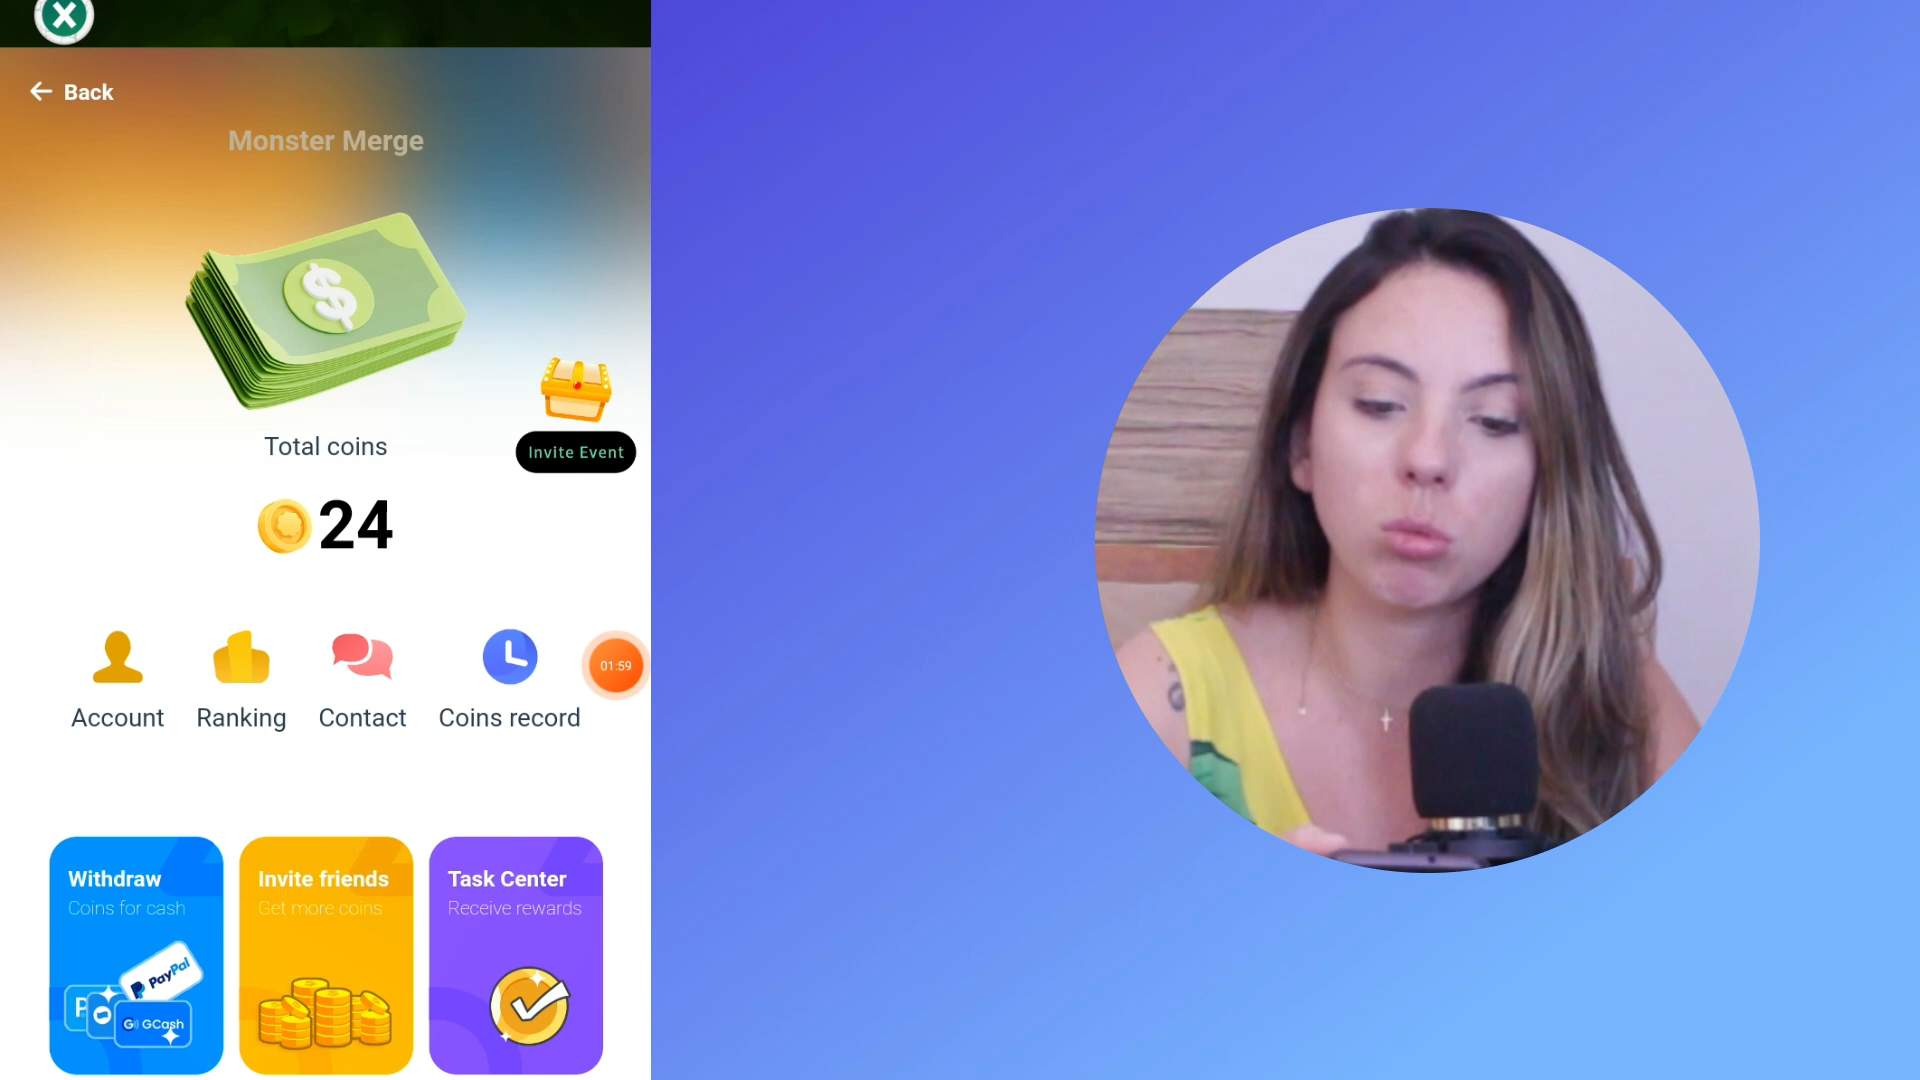 Back
Monster Merge
Total coins
Invite Event
24
01:59
Account
Ranking
Contact
Coins record
Withdraw
Coins for cash
PayPal
P
GCash
Invite friends
Get more coins
Task Center
Receive rewards